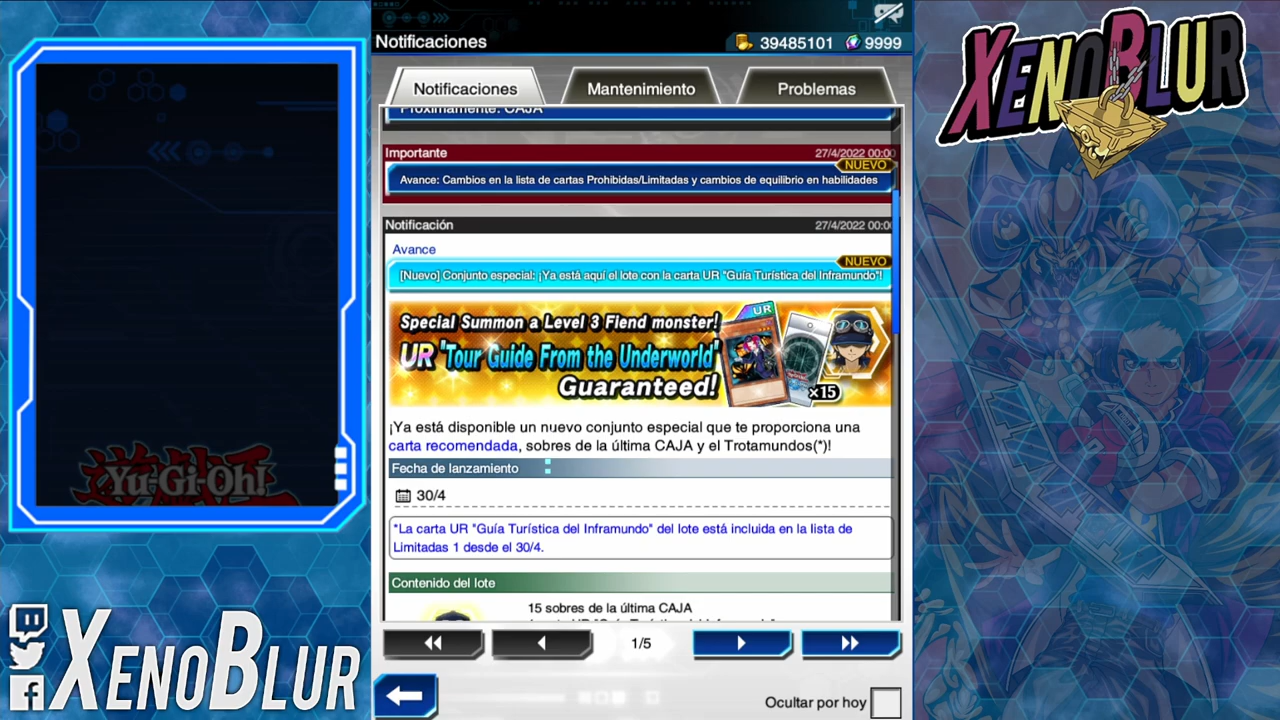 Notificaciones
39485101
9999
Notificaciones
Mantenimiento
Problemas
Próximamente: CAJA
Importante
27/4/2022 00:00
NUEVO
Avance: Cambios en la lista de cartas Prohibidas/Limitadas y cambios de equilibrio en habilidades
Notificación
27/4/2022 00:00
Avance
NUEVO
[Nuevo] Conjunto especial: ¡Ya está aquí el lote con la carta UR "Guía Turística del Inframundo"!
Special Summon a Level 3 Fiend monster!
UR "Tour Guide From the Underworld"
Guaranteed!
UR
×15
¡Ya está disponible un nuevo conjunto especial que te proporciona una
carta recomendada, sobres de la última CAJA y el Trotamundos(*)!
Fecha de lanzamiento
30/4
*La carta UR "Guía Turística del Inframundo" del lote está incluida en la lista de
Limitadas 1 desde el 30/4.
Contenido del lote
15 sobres de la última CAJA
1/5
Ocultar por hoy
XENOBLUR
Yu-Gi-Oh!
XENOBLUR